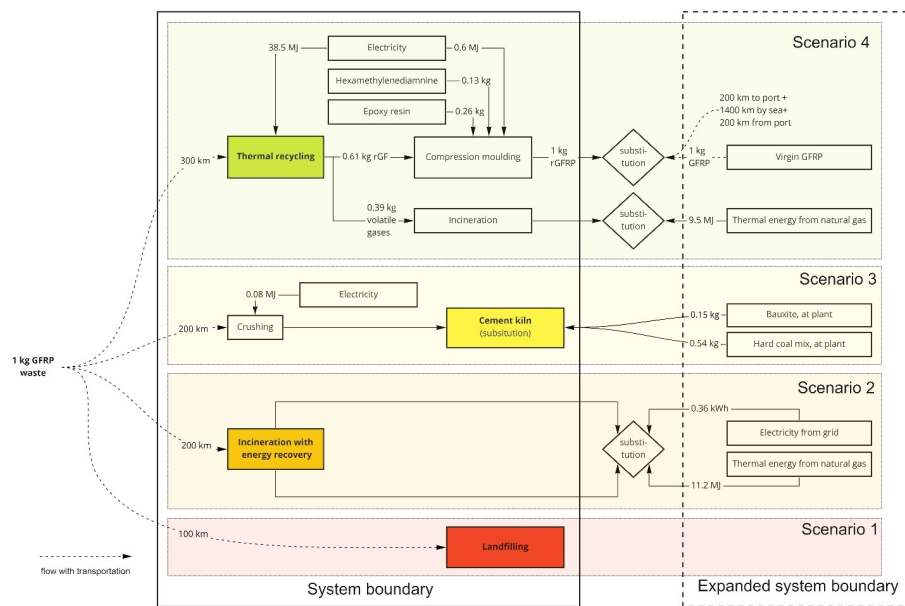 Scenario 4
38.5 MJ
Electricity
0.6 MJ
Hexamethylenediamnine
0.13 kg
Epoxy resin
0.26 kg
200 km to port +
1400 km by sea+
200 km from port
300 km
Thermal recycling
0.61 kg rGF
Compression moulding
1 kg
rGFRP
substi-
tution
1 kg
GFRP
Virgin GFRP
0.39 kg
volatile
gases
Incineration
substi-
tution
9.5 MJ
Thermal energy from natural gas
Scenario 3
0.08 MJ
Electricity
200 km
Crushing
Cement kiln
(subsitution)
0.15 kg
Bauxite, at plant
0.54 kg
Hard coal mix, at plant
1 kg GFRP
waste
Scenario 2
0.36 kWh
Electricity from grid
200 km
Incineration with
energy recovery
substi-
tution
Thermal energy from natural gas
11.2 MJ
Scenario 1
100 km
Landfilling
flow with transportation
System boundary
Expanded system boundary